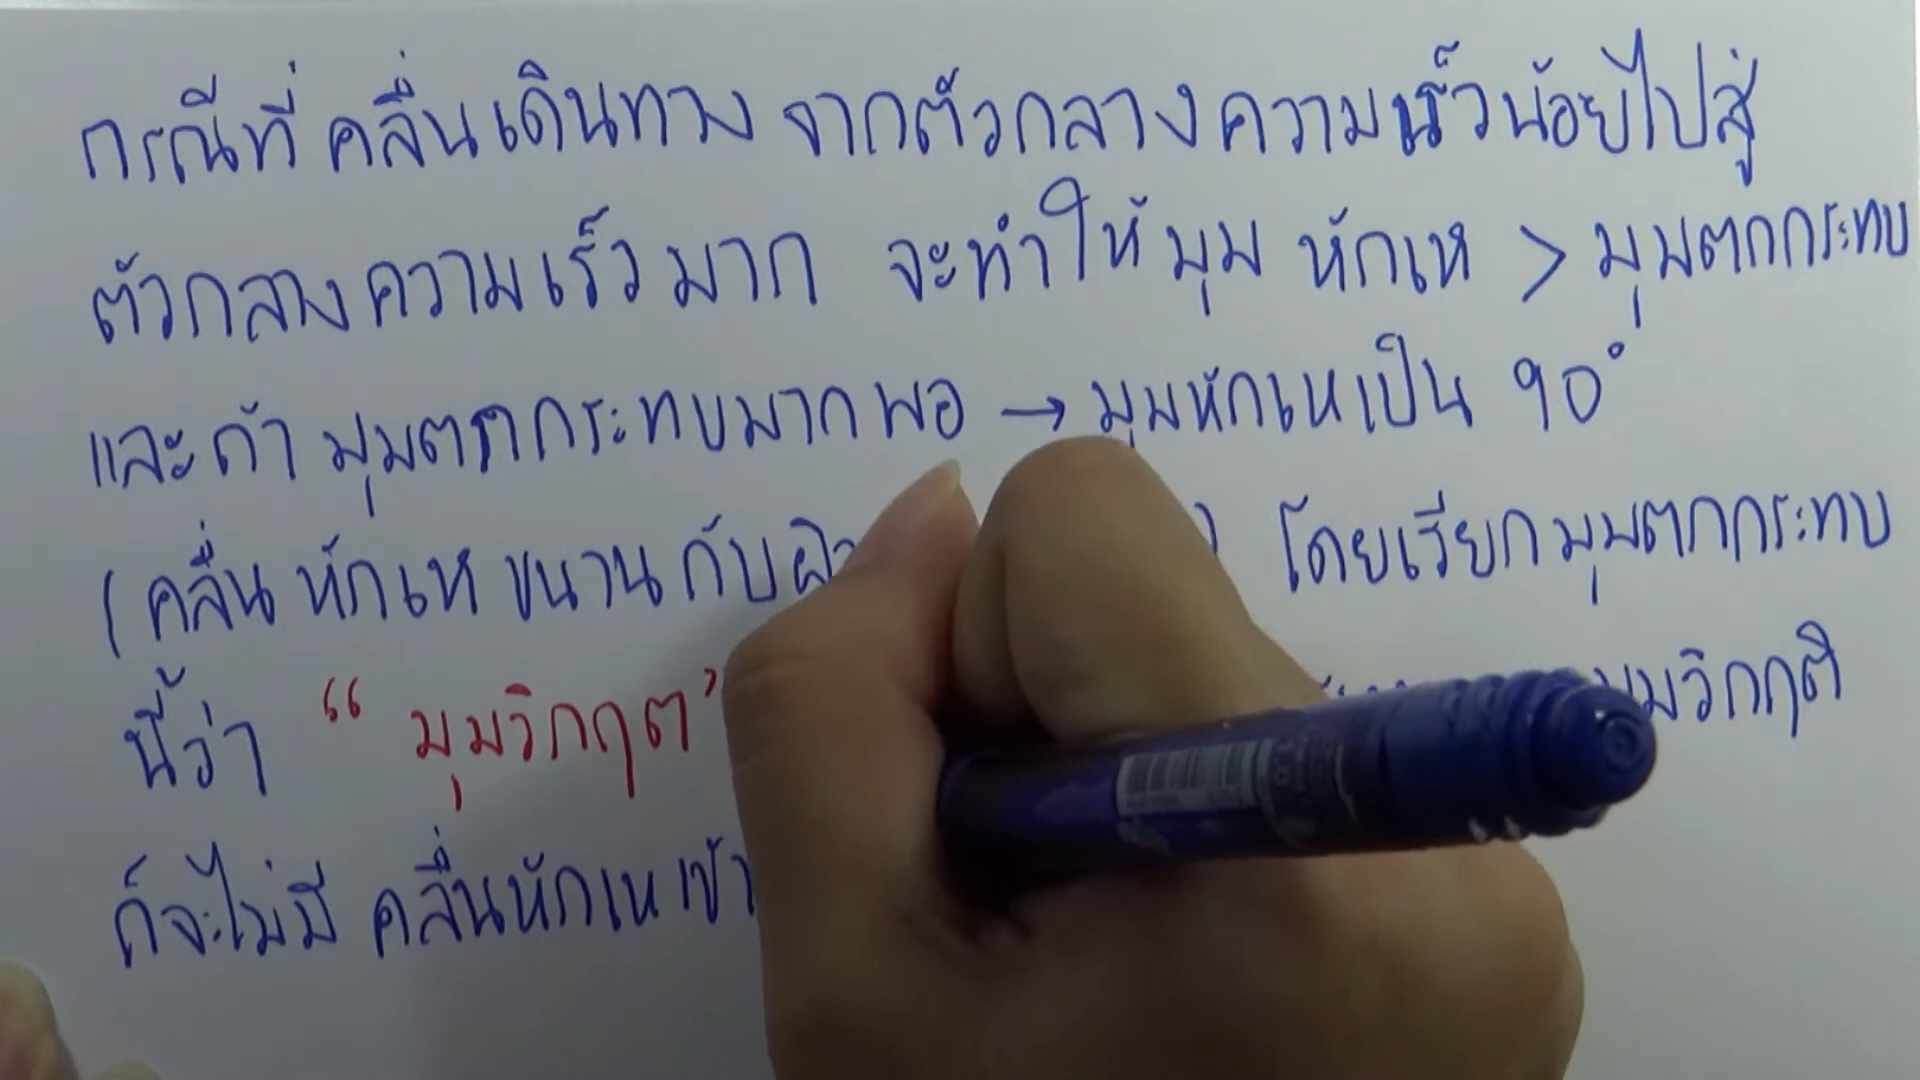 กรณีที่ คลื่นเดินทาง จากตัวกลางความเร็วน้อยไปสู่
ตัวกลางความเร็วมาก จะทำให้มุม หักเห > มุมตกกระทบ
และถ้า มุมตกกระทบมากพอ → มุมหักเหเป็น 90°
(คลื่นหักเหขนานกับผิว ) โดยเรียกมุมตกกระทบ
นี้ว่า “ มุมวิกฤต” มุมวิกฤติ
ก็จะไม่มี คลื่นหักเหเข้า